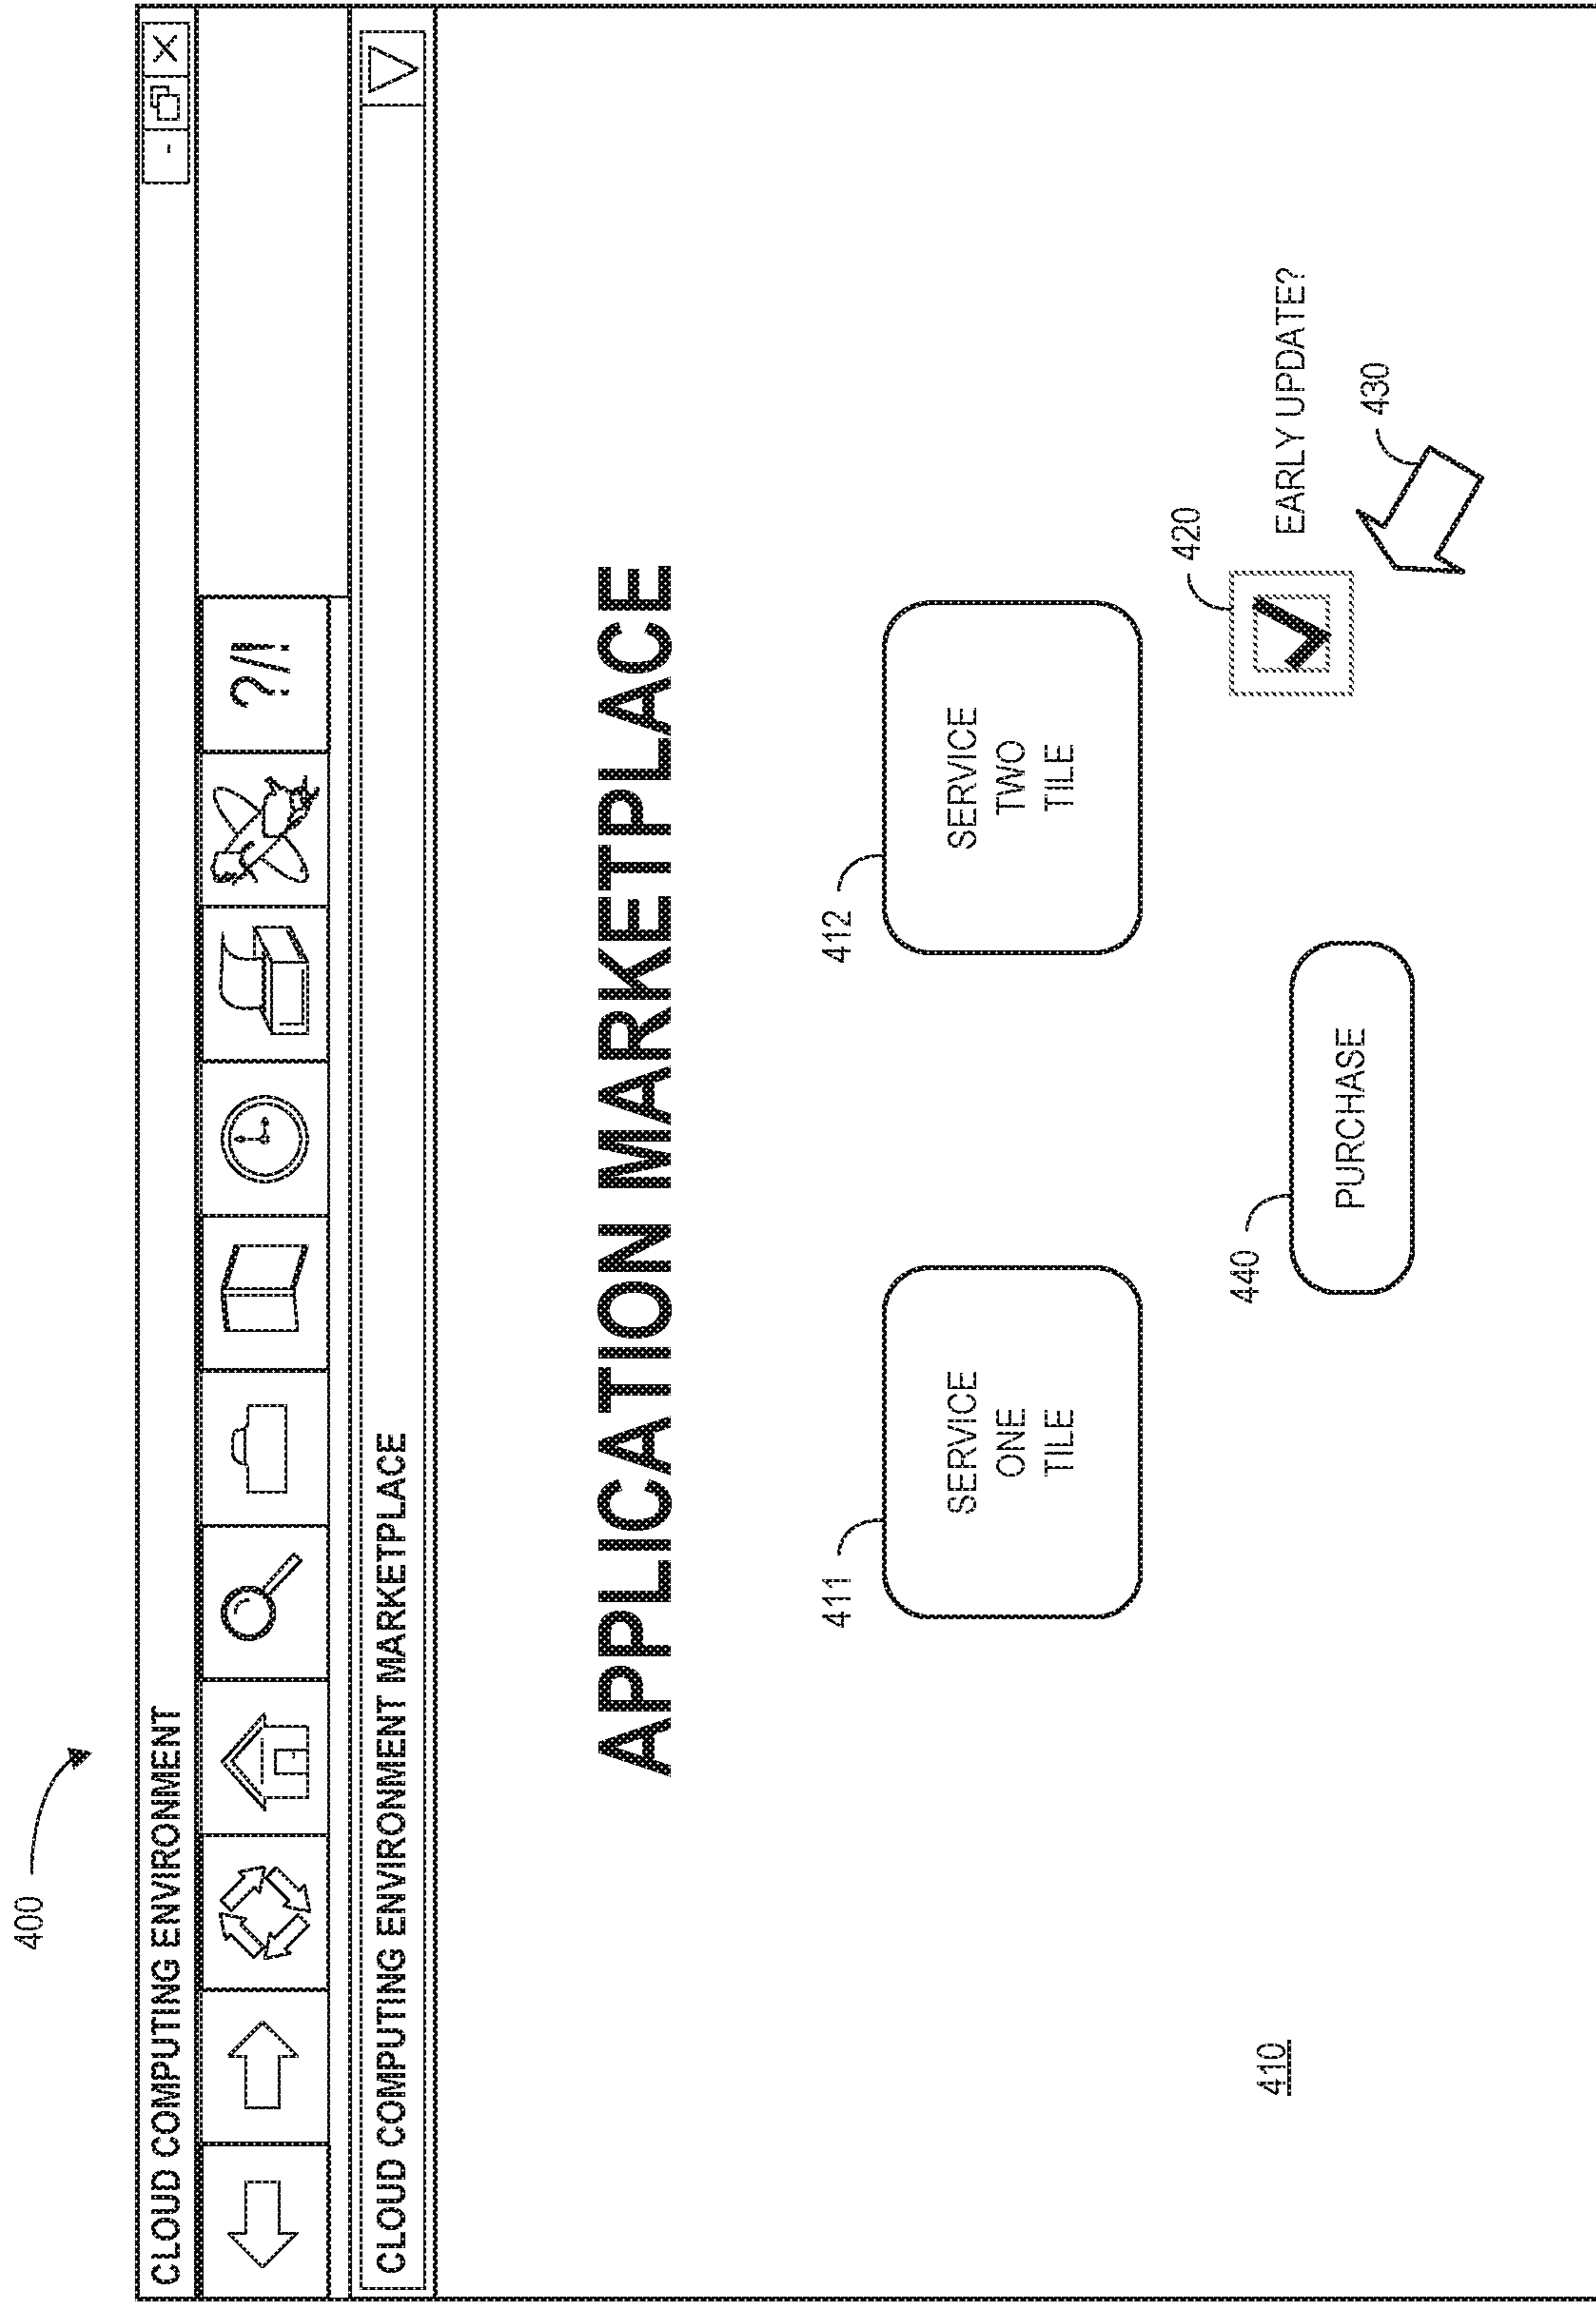 400
CLOUD COMPUTING ENVIRONMENT
- X
?/!
CLOUD COMPUTING ENVIRONMENT MARKETPLACE
APPLICATION MARKETPLACE
411
412
SERVICE
ONE
TILE
SERVICE
TWO
TILE
420
440
410
PURCHASE
EARLY UPDATE?
430